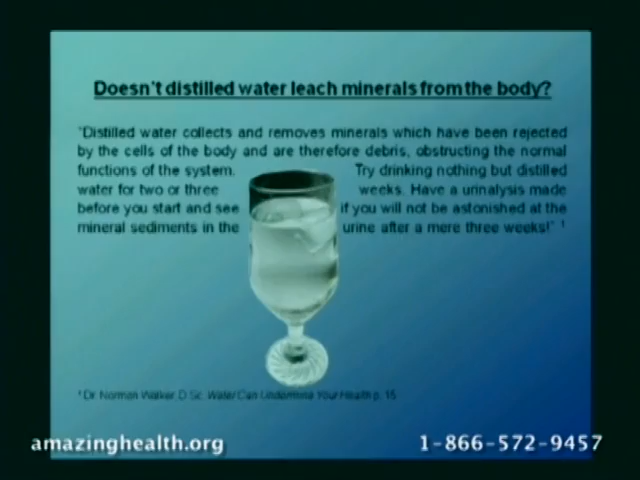 Doesn't distilled water leach minerals from the body?
"Distilled water collects and removes minerals which have been rejected
by the cells of the body and are therefore debris, obstructing the normal
functions of the system. Try drinking nothing but distilled
water for two or three weeks. Have a urinalysis made
before you start and see if you will not be astonished at the
mineral sediments in the urine after a mere three weeks!" 1
1 Dr. Norman Walker, D.Sc. Water Can Undermine Your Health p. 15
amazinghealth.org
1-866-572-9457